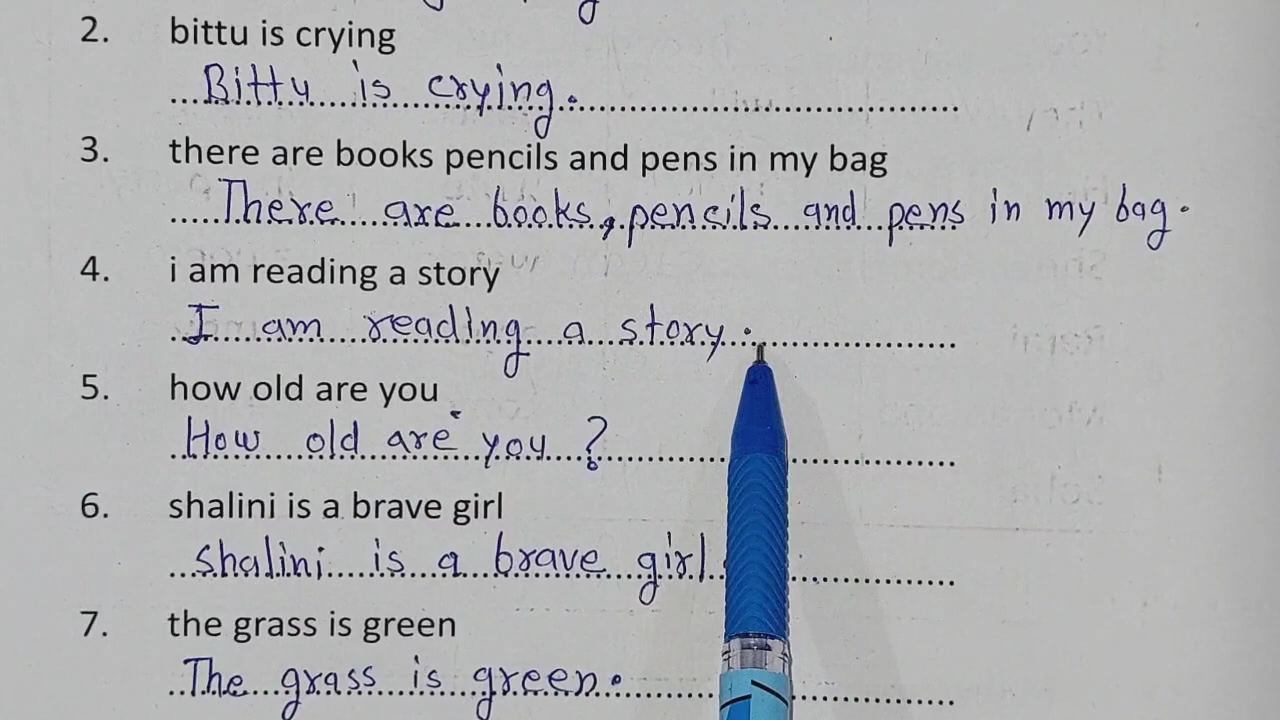 2. bittu is crying
Bittu is crying.
3. there are books pencils and pens in my bag
There are books, pencils and pens in my bag.
4. i am reading a story
I am reading a story.
5. how old are you
How old are you ?
6. shalini is a brave girl
Shalini is a brave girl
7. the grass is green
The grass is green.